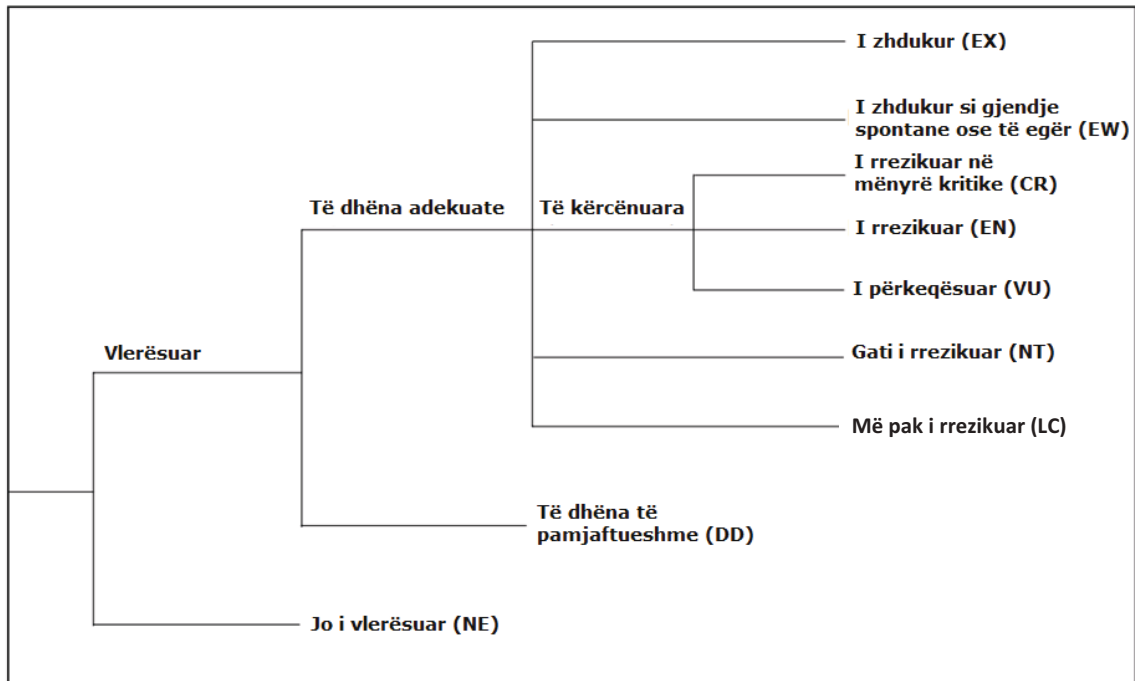 I zhdukur (EX)
I zhdukur si gjendje
spontane ose të egër (EW)
I rrezikuar në
mënyrë kritike (CR)
Të dhëna adekuate
Të kërcënuara
I rrezikuar (EN)
I përkeqësuar (VU)
Vlerësuar
Gati i rrezikuar (NT)
Më pak i rrezikuar (LC)
Të dhëna të
pamjaftueshme (DD)
Jo i vlerësuar (NE)